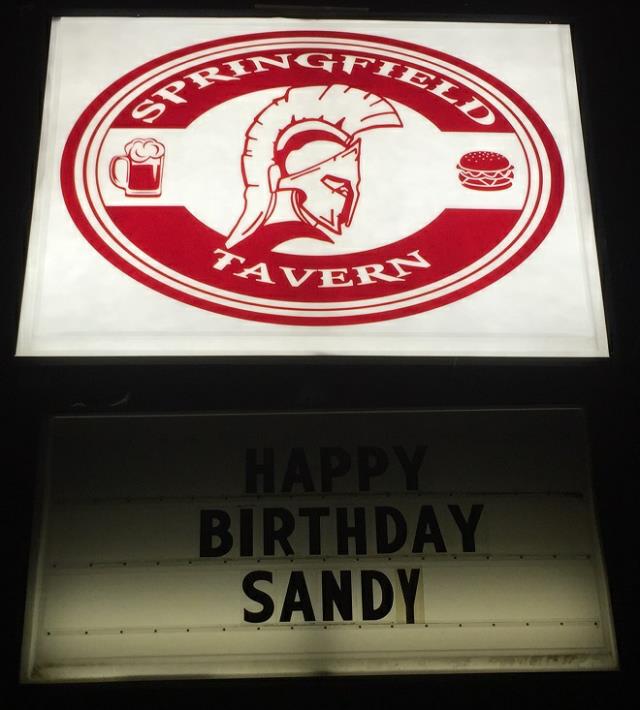 SPRINGFIELD
TAVERN
HAPPY
BIRTHDAY
SANDY